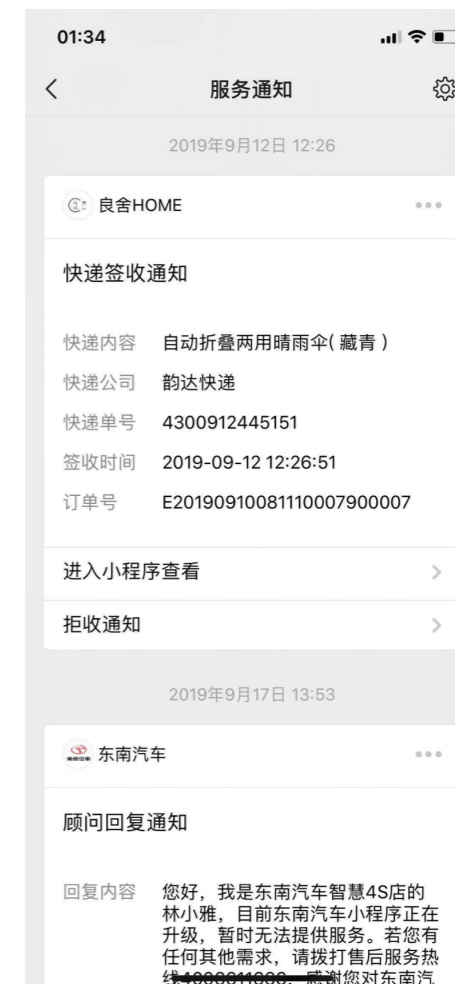 01:34
服务通知
2019年9月12日 12:26
良舍HOME
快递签收通知
快递内容 自动折叠两用晴雨伞(藏青)
快递公司 韵达快递
快递单号 4300912445151
签收时间 2019-09-12 12:26:51
订单号 E20190910081110007900007
进入小程序查看
拒收通知
2019年9月17日 13:53
东南汽车
顾问回复通知
回复内容 您好，我是东南汽车智慧4S店的
林小雅，目前东南汽车小程序正在
升级，暂时无法提供服务。若您有
任何其他需求，请拨打售后服务热
线 感谢您对东南汽